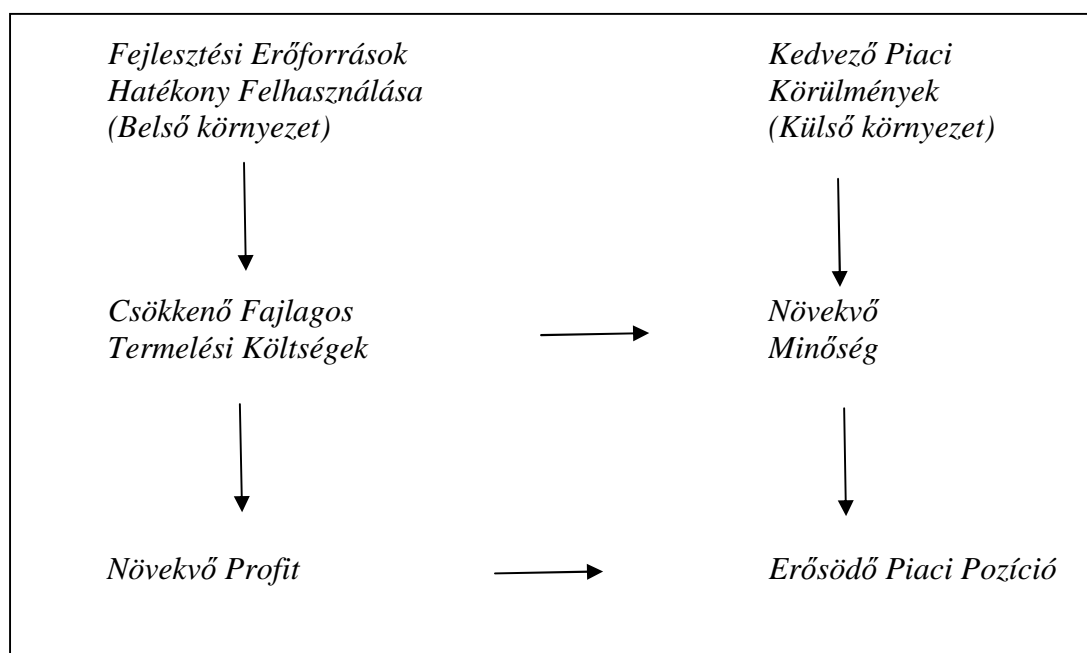 Fejlesztési Erőforrások
Hatékony Felhasználása
(Belső környezet)
Kedvező Piaci
Körülmények
(Külső környezet)
Csökkenő Fajlagos
Termelési Költségek
Növekvő
Minőség
Növekvő Profit
Erősödő Piaci Pozíció